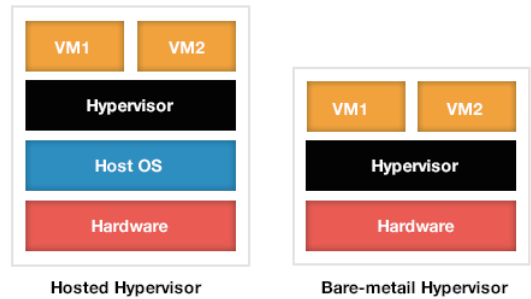 VM1 VM2
Hypervisor
Host OS
Hardware
Hosted Hypervisor
VM1 VM2
Hypervisor
Hardware
Bare-metail Hypervisor